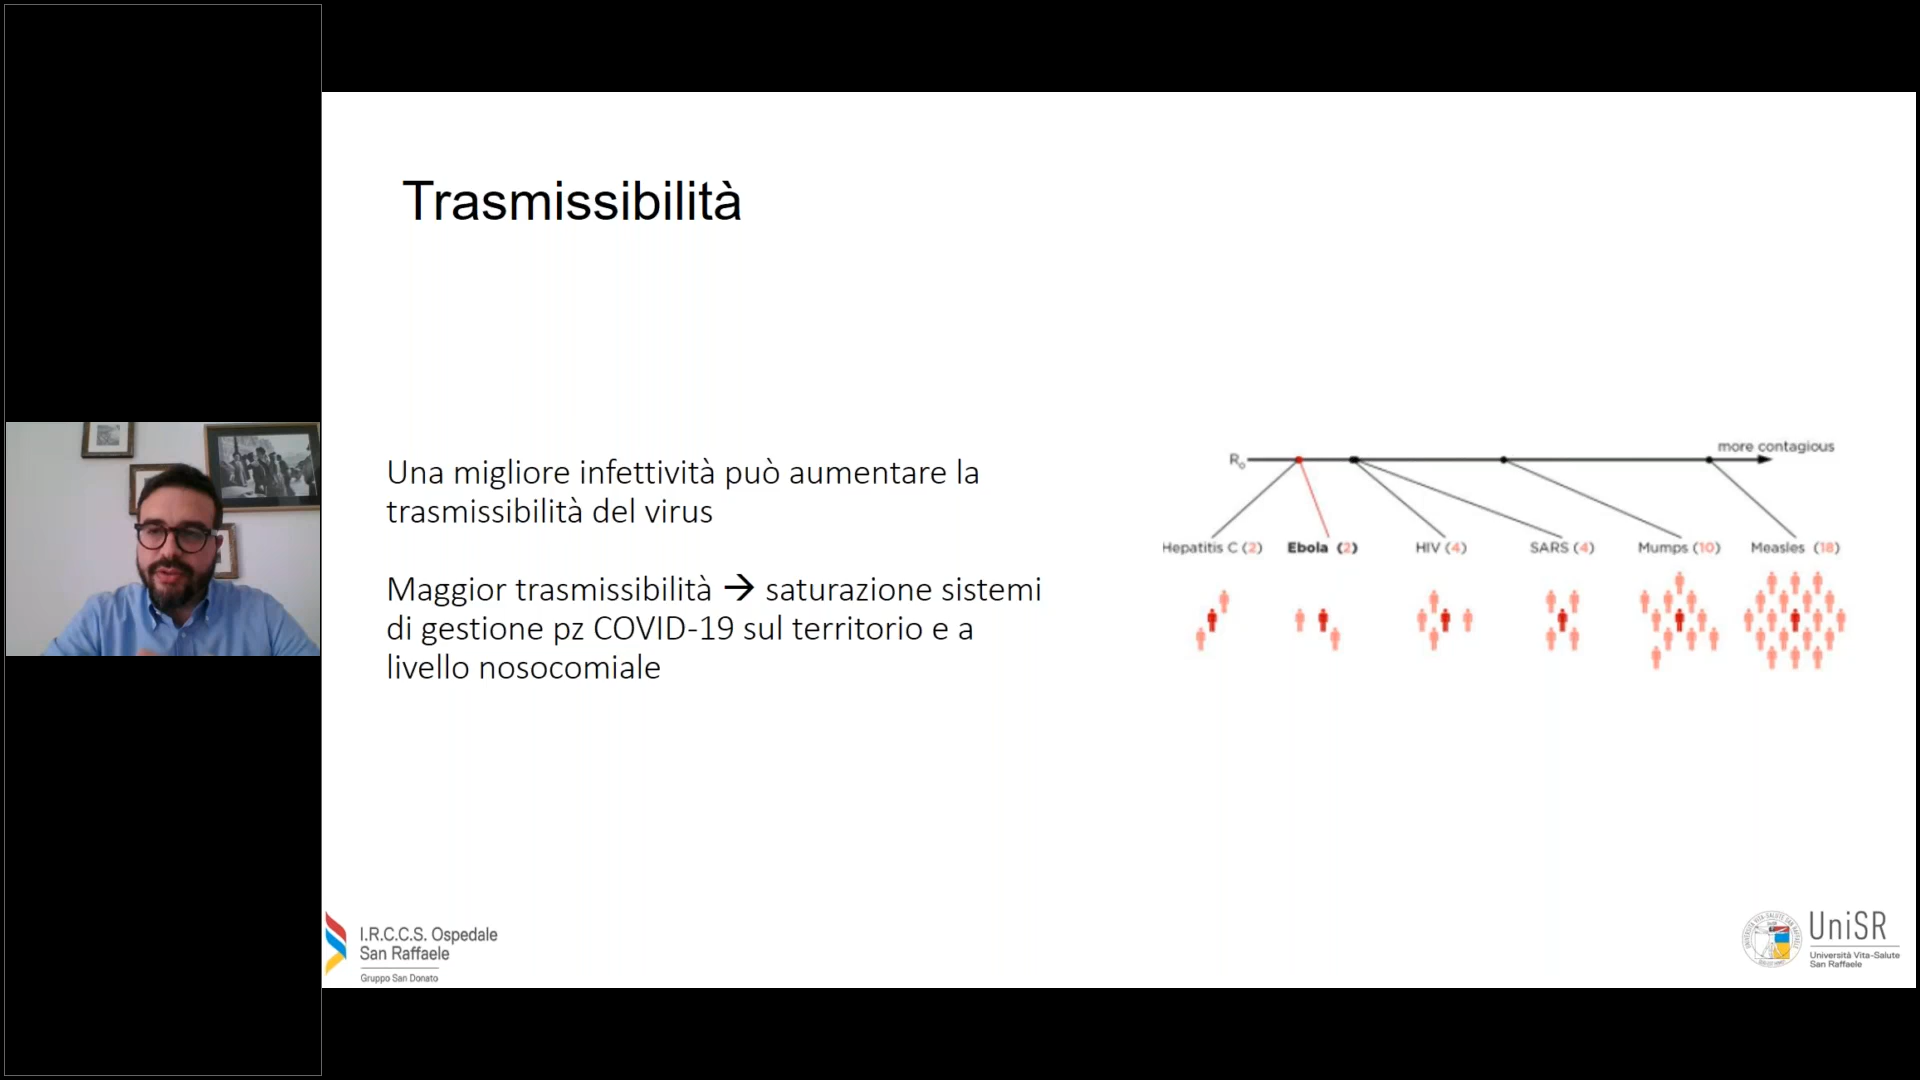 Trasmissibilità
Una migliore infettività può aumentare la
trasmissibilità del virus
Maggior trasmissibilità → saturazione sistemi
di gestione pz COVID-19 sul territorio e a
livello nosocomiale
more contagious
R₀
Hepatitis C (2)
Ebola (2)
HIV (4)
SARS (4)
Mumps (10)
Measles (18)
I.R.C.C.S. Ospedale
San Raffaele
Gruppo San Donato
UniSR
Università Vita-Salute
San Raffaele